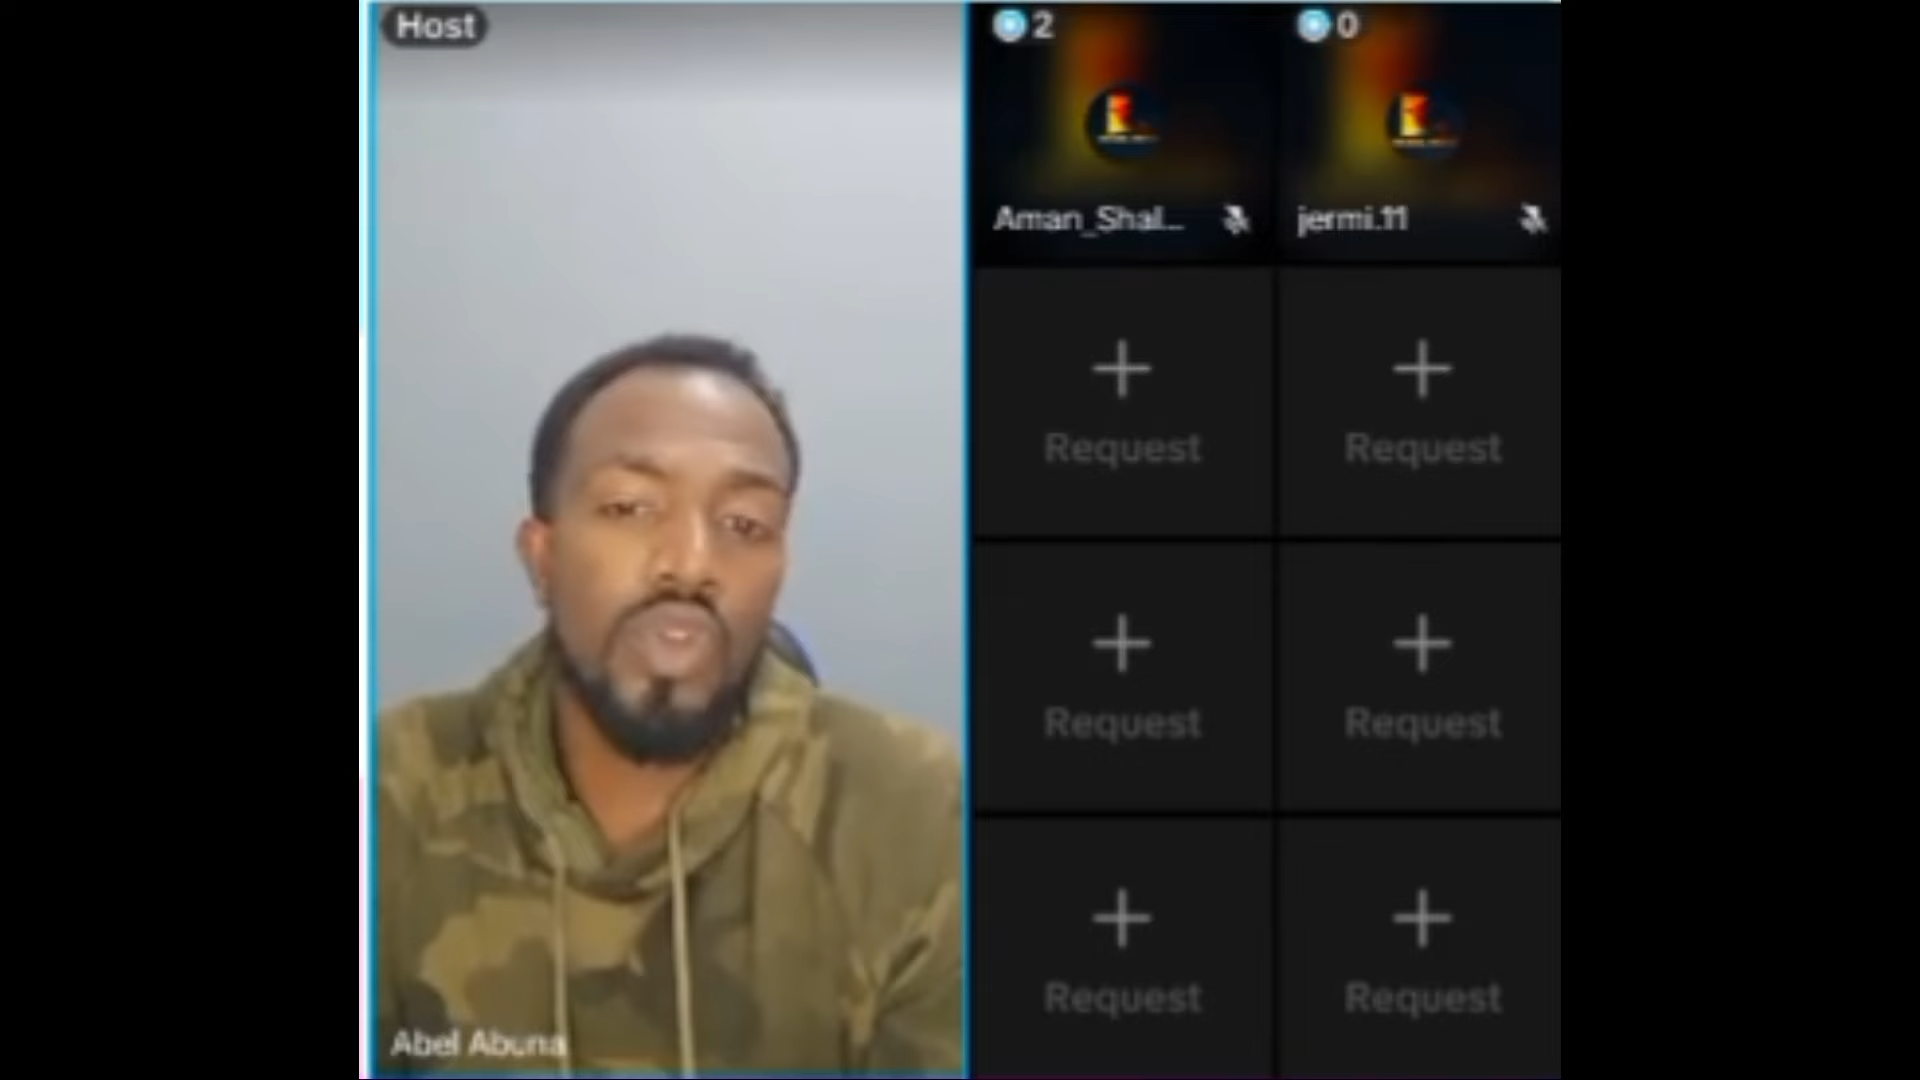 Host
2
0
Aman_Shal...
jermi.11
Request
Request
Request
Request
Request
Request
Abel Abuna